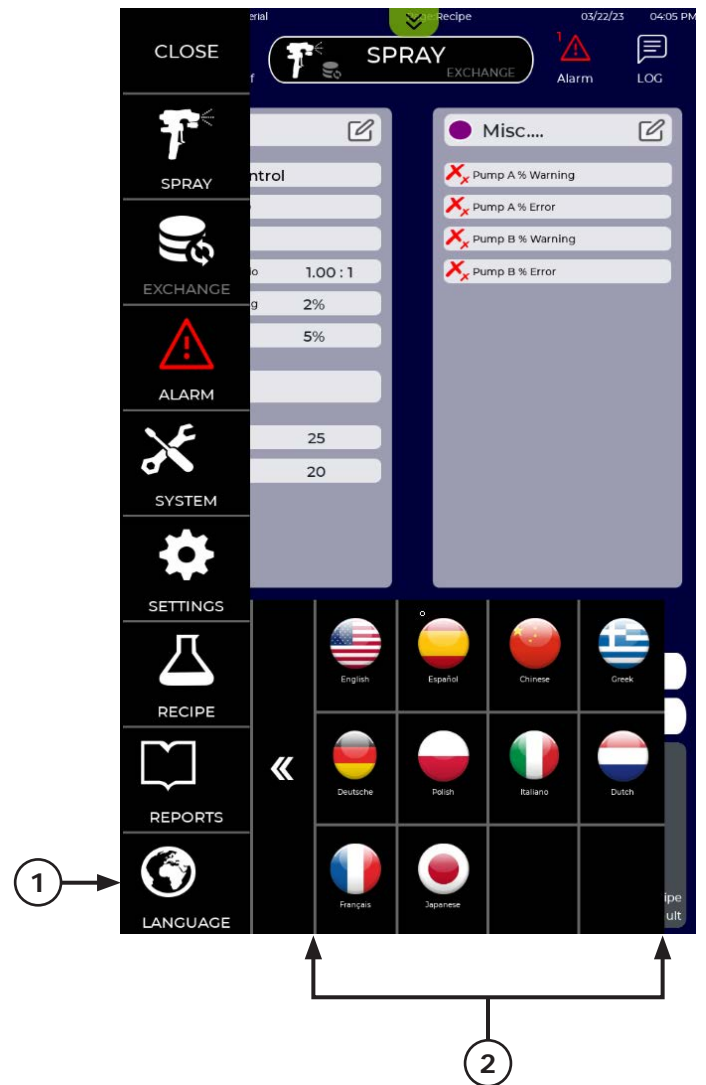 erial
Recipe
03/22/23
04:05 PM
CLOSE
SPRAY
EXCHANGE
1
Alarm
LOG
f
SPRAY
ntrol
EXCHANGE
io
1.00 : 1
g
2%
5%
ALARM
25
20
SYSTEM
SETTINGS
RECIPE
REPORTS
LANGUAGE
Misc....
Pump A % Warning
Pump A % Error
Pump B % Warning
Pump B % Error
«
English
Español
Chinese
Greek
Deutsche
Polish
Italiano
Dutch
Français
Japanese
ipe
ult
1
2